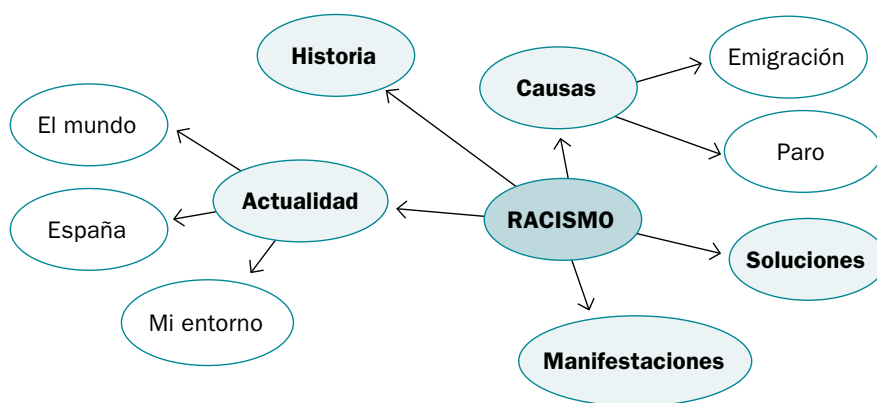 Historia
Emigración
Causas
El mundo
Paro
Actualidad
RACISMO
España
Soluciones
Mi entorno
Manifestaciones